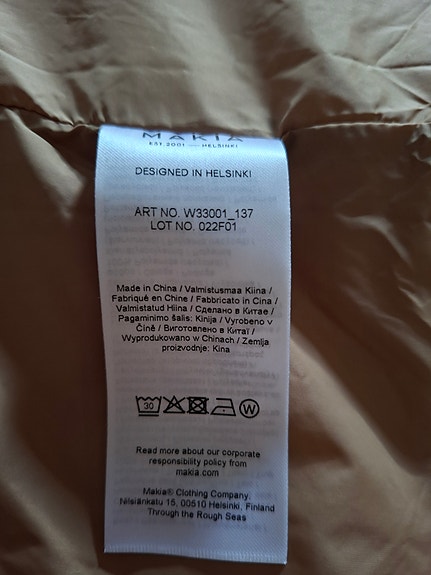 MAKIA
EST.2001 — HELSINKI
DESIGNED IN HELSINKI
ART NO. W33001_137
LOT NO. 022F01
Made in China / Valmistusmaa Kiina /
Fabriqué en Chine / Fabbricato in Cina /
Valmistatud Hiina / Сделано в Китае /
Pagaminimo šalis: Kinija / Vyrobeno v
Číně / Виготовлено в Китаї /
Wyprodukowano w Chinach / Zemlja
proizvodnje: Kina
30 W
Read more about our corporate
responsibility policy from
makia.com
Makia® Clothing Company.
Nilsiänkatu 15, 00510 Helsinki, Finland
Through the Rough Seas